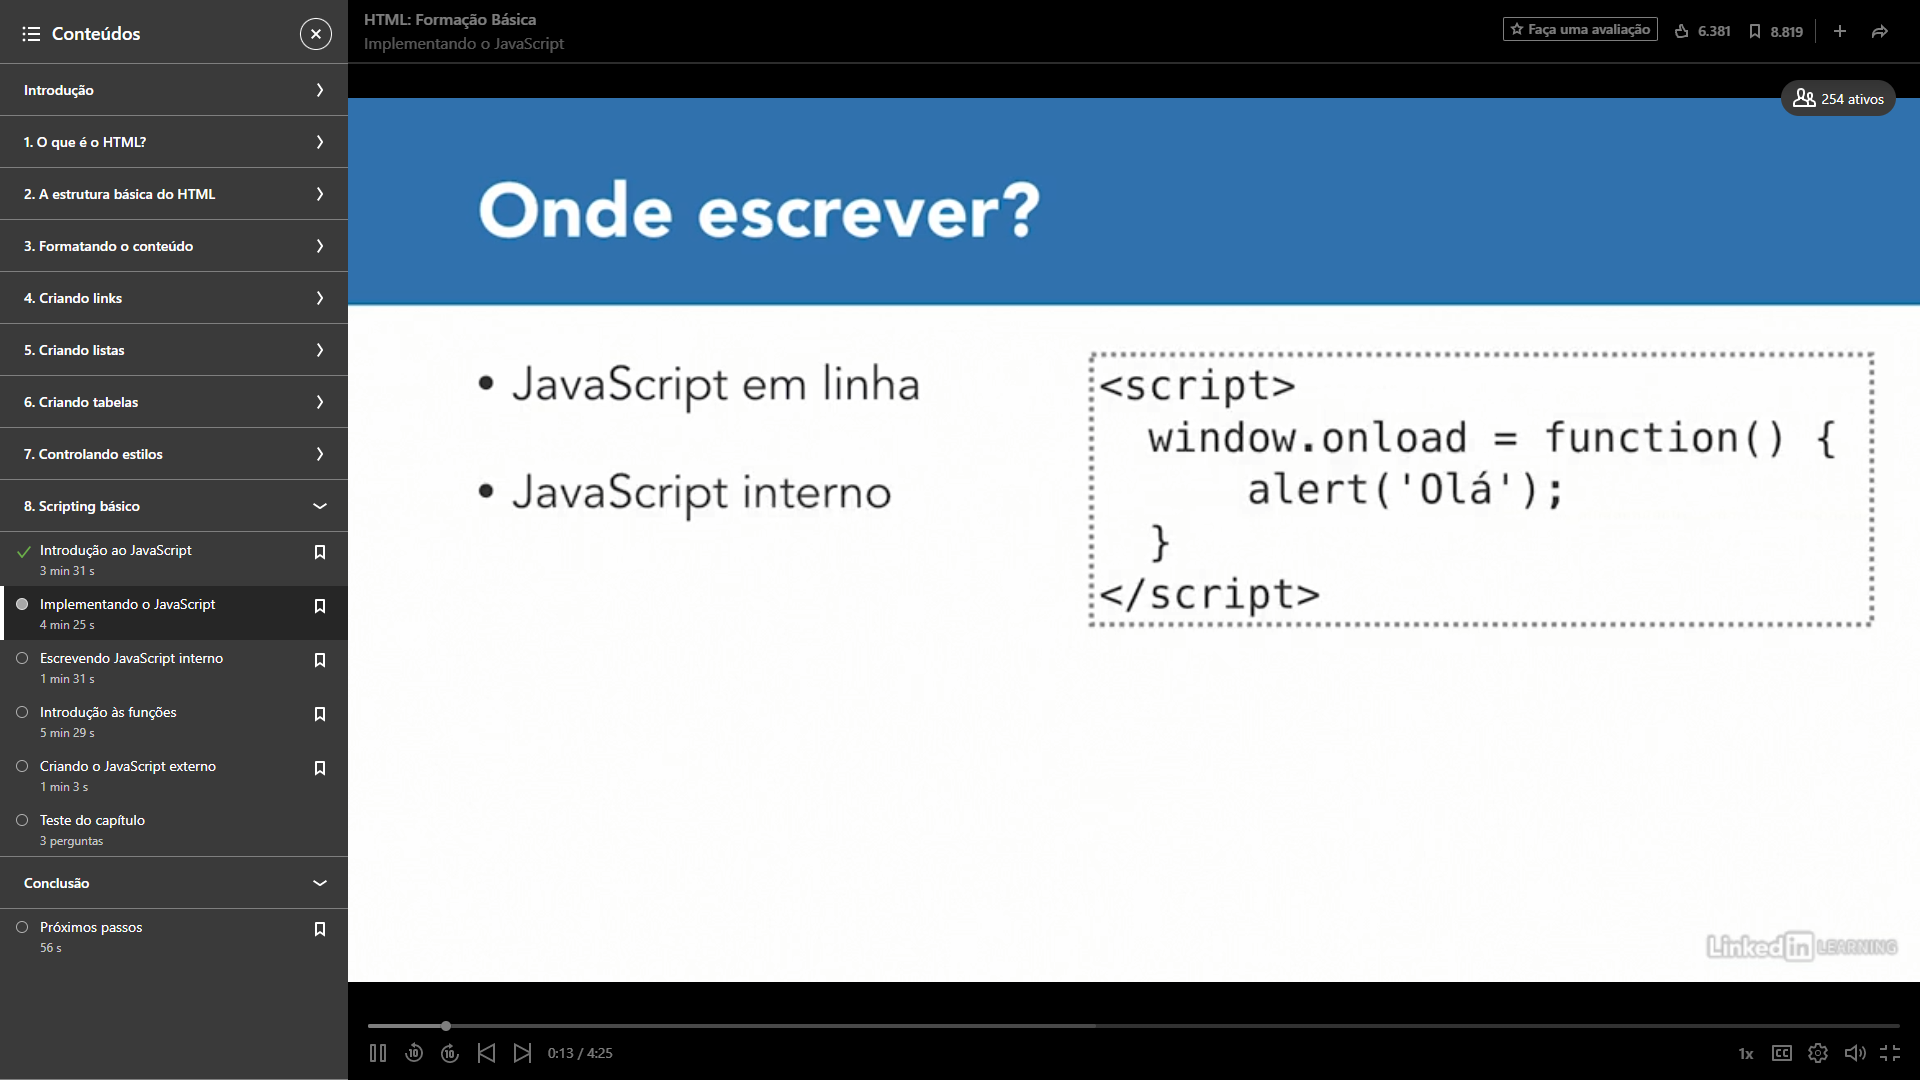 Conteúdos
Introdução
1. O que é o HTML?
2. A estrutura básica do HTML
3. Formatando o conteúdo
4. Criando links
5. Criando listas
6. Criando tabelas
7. Controlando estilos
8. Scripting básico
Introdução ao JavaScript
3 min 31 s
Implementando o JavaScript
4 min 25 s
Escrevendo JavaScript interno
1 min 31 s
Introdução às funções
5 min 29 s
Criando o JavaScript externo
1 min 3 s
Teste do capítulo
3 perguntas
Conclusão
Próximos passos
56 s
HTML: Formação Básica
Implementando o JavaScript
Faça uma avaliação
6.381
8.819
254 ativos
Onde escrever?
• JavaScript em linha
• JavaScript interno
<script>
window.onload = function() {
alert('Olá');
}
</script>
Linked in LEARNING
10
10
0:13 / 4:25
1x
CC